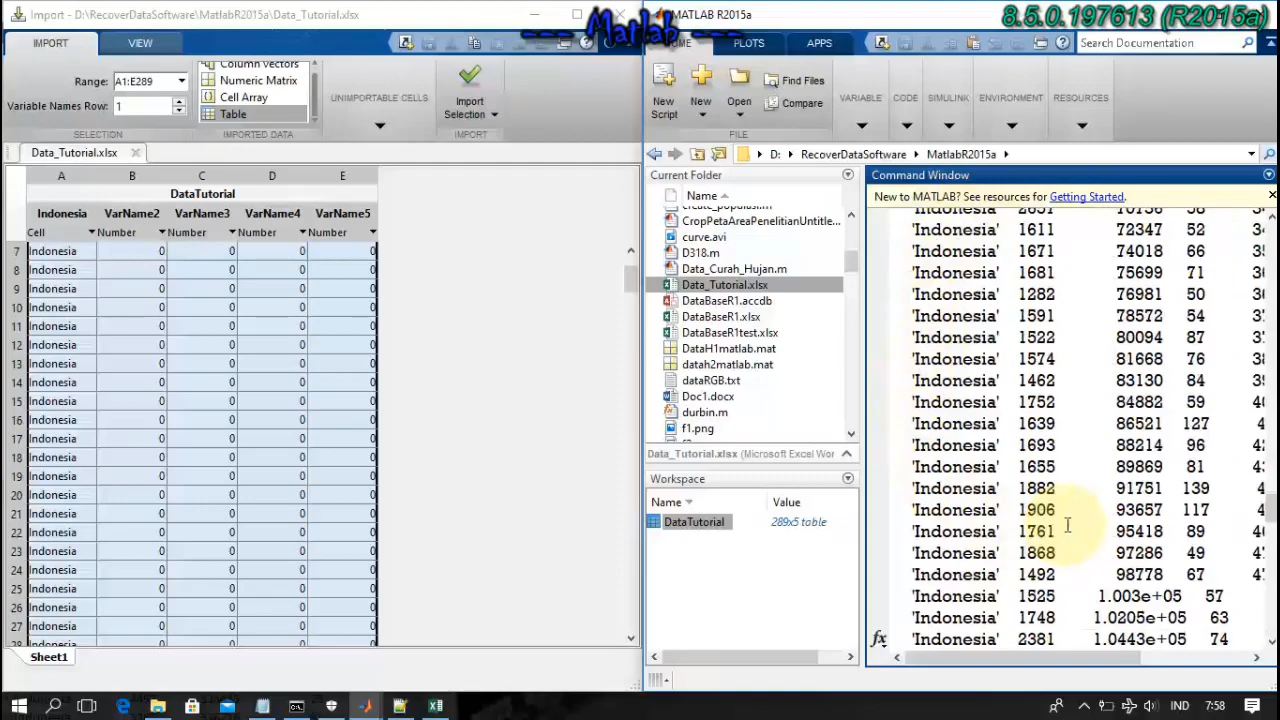 Import - D:\RecoverDataSoftware\MatlabR2015a\Data_Tutorial.xlsx
--- Matlab ---
MATLAB R2015a
8.5.0.197613 (R2015a)
IMPORT VIEW
PLOTS APPS
Search Documentation
Range: A1:E289
Variable Names Row: 1
SELECTION
Column Vectors
Numeric Matrix
Cell Array
Table
IMPORTED DATA
UNIMPORTABLE CELLS
Import
Selection
IMPORT
New
Script
New
Open
Find Files
Compare
FILE
VARIABLE
CODE
SIMULINK
ENVIRONMENT
RESOURCES
Data_Tutorial.xlsx
D: RecoverDataSoftware MatlabR2015a
A B C D E
DataTutorial
Indonesia VarName2 VarName3 VarName4 VarName5
Cell Number Number Number Number
7 Indonesia 0 0 0 0
8 Indonesia 0 0 0 0
9 Indonesia 0 0 0 0
10 Indonesia 0 0 0 0
11 Indonesia 0 0 0 0
12 Indonesia 0 0 0 0
13 Indonesia 0 0 0 0
14 Indonesia 0 0 0 0
15 Indonesia 0 0 0 0
16 Indonesia 0 0 0 0
17 Indonesia 0 0 0 0
18 Indonesia 0 0 0 0
19 Indonesia 0 0 0 0
20 Indonesia 0 0 0 0
21 Indonesia 0 0 0 0
22 Indonesia 0 0 0 0
23 Indonesia 0 0 0 0
24 Indonesia 0 0 0 0
25 Indonesia 0 0 0 0
26 Indonesia 0 0 0 0
27 Indonesia 0 0 0 0
Sheet1
Current Folder
Name
create_populasi.m
CropPetaAreaPenelitianUntitle...
curve.avi
D318.m
Data_Curah_Hujan.m
Data_Tutorial.xlsx
DataBaseR1.accdb
DataBaseR1.xlsx
DataBaseR1test.xlsx
DataH1matlab.mat
datah2matlab.mat
dataRGB.txt
Doc1.docx
durbin.m
f1.png
Data_Tutorial.xlsx (Microsoft Excel Wor
Workspace
Name Value
DataTutorial 289x5 table
Command Window
New to MATLAB? See resources for Getting Started.
'Indonesia' 2651 70736 58
'Indonesia' 1611 72347 52
'Indonesia' 1671 74018 66
'Indonesia' 1681 75699 71
'Indonesia' 1282 76981 50
'Indonesia' 1591 78572 54
'Indonesia' 1522 80094 87
'Indonesia' 1574 81668 76
'Indonesia' 1462 83130 84
'Indonesia' 1752 84882 59
'Indonesia' 1639 86521 127
'Indonesia' 1693 88214 96
'Indonesia' 1655 89869 81
'Indonesia' 1882 91751 139
'Indonesia' 1906 93657 117
'Indonesia' 1761 95418 89
'Indonesia' 1868 97286 49
'Indonesia' 1492 98778 67
'Indonesia' 1525 1.003e+05 57
'Indonesia' 1748 1.0205e+05 63
'Indonesia' 2381 1.0443e+05 74
fx
IND 7:58